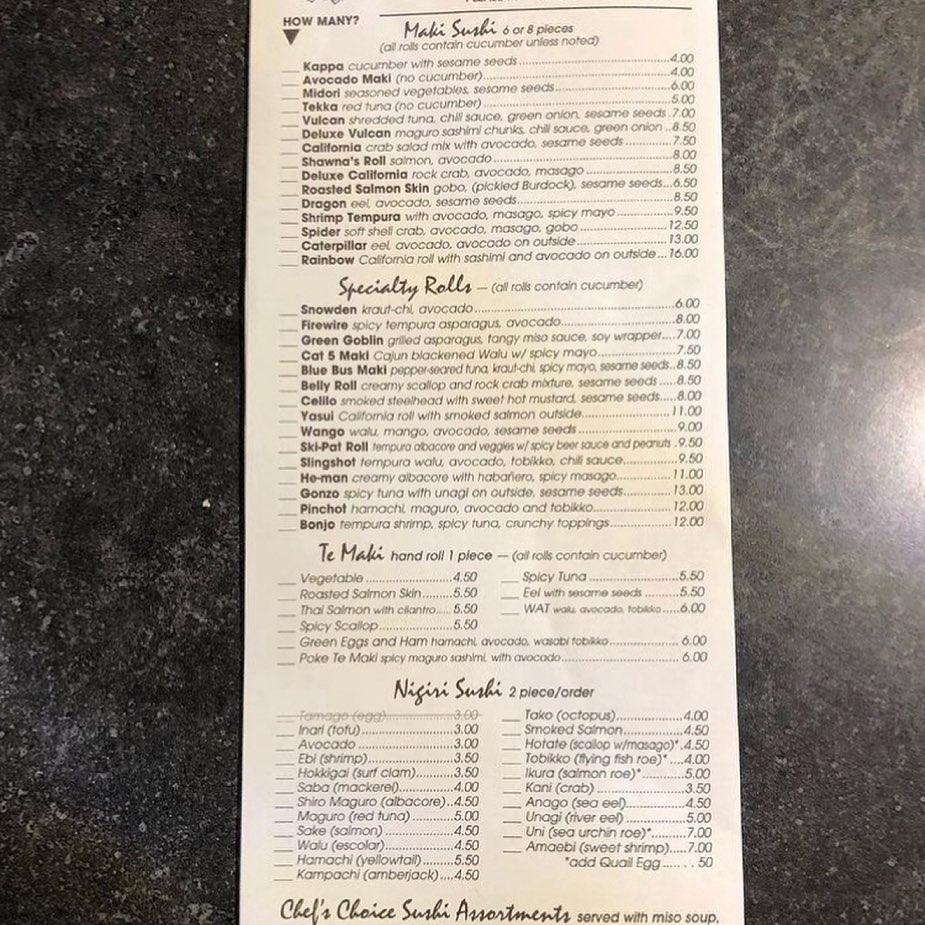 HOW MANY?
Maki Sushi 6 or 8 pieces
(all rolls contain cucumber unless noted)
Kappa cucumber with sesame seeds 4.00
Avocado Maki (no cucumber) 4.00
Midori seasoned vegetables, sesame seeds 6.00
Tekka red tuna (no cucumber) 5.00
Vulcan shredded tuna, chili sauce, green onion, sesame seeds 7.00
Deluxe Vulcan maguro sashimi chunks, chili sauce, green onion 8.50
California crab salad mix with avocado, sesame seeds 7.50
Shawna's Roll salmon, avocado 8.00
Deluxe California rock crab, avocado, masago 8.50
Roasted Salmon Skin gobo, (pickled Burdock), sesame seeds 6.50
Dragon eel, avocado, sesame seeds 8.50
Shrimp Tempura with avocado, masago, spicy mayo 9.50
Spider soft shell crab, avocado, masago, gobo 12.50
Caterpillar eel, avocado, avocado on outside 13.00
Rainbow California roll with sashimi and avocado on outside 16.00
Specialty Rolls — (all rolls contain cucumber)
Snowden kraut-chi, avocado 6.00
Firewire spicy tempura asparagus, avocado 8.00
Green Goblin grilled asparagus, tangy miso sauce, soy wrapper 7.00
Cat 5 Maki Cajun blackened Walu w/ spicy mayo 7.50
Blue Bus Maki pepper-seared tuna, kraut-chi, spicy mayo, sesame seeds 8.50
Belly Roll creamy scallop and rock crab mixture, sesame seeds 8.50
Celilo smoked steelhead with sweet hot mustard, sesame seeds 8.00
Yasui California roll with smoked salmon outside 11.00
Wango walu, mango, avocado, sesame seeds 9.00
Ski-Pat Roll tempura albacore and veggies w/ spicy beer sauce and peanuts 9.50
Slingshot tempura walu, avocado, tobikko, chili sauce 9.50
He-man creamy albacore with habañero, spicy masago 11.00
Gonzo spicy tuna with unagi on outside, sesame seeds 13.00
Pinchot hamachi, maguro, avocado and tobikko 12.00
Bonjo tempura shrimp, spicy tuna, crunchy toppings 12.00
Te Maki hand roll 1 piece — (all rolls contain cucumber)
Vegetable 4.50
Roasted Salmon Skin 5.50
Thai Salmon with cilantro 5.50
Spicy Scallop 5.50
Spicy Tuna 5.50
Eel with sesame seeds 5.50
WAT walu, avocado, tobikko 6.00
Green Eggs and Ham hamachi, avocado, wasabi tobikko 6.00
Poke Te Maki spicy maguro sashimi, with avocado 6.00
Nigiri Sushi 2 piece/order
Tamago (egg) 3.00
Inari (tofu) 3.00
Avocado 3.00
Ebi (shrimp) 3.50
Hokkigai (surf clam) 3.50
Saba (mackerel) 4.00
Shiro Maguro (albacore) 4.50
Maguro (red tuna) 5.00
Sake (salmon) 4.50
Walu (escolar) 4.50
Hamachi (yellowtail) 5.50
Kampachi (amberjack) 4.50
Tako (octopus) 4.00
Smoked Salmon 4.50
Hotate (scallop w/masago)* 4.50
Tobikko (flying fish roe)* 4.00
Ikura (salmon roe)* 5.00
Kani (crab) 3.50
Anago (sea eel) 4.50
Unagi (river eel) 5.00
Uni (sea urchin roe)* 7.00
Amaebi (sweet shrimp) 7.00
*add Quail Egg . . . . . 50
Chef's Choice Sushi Assortments served with miso soup,